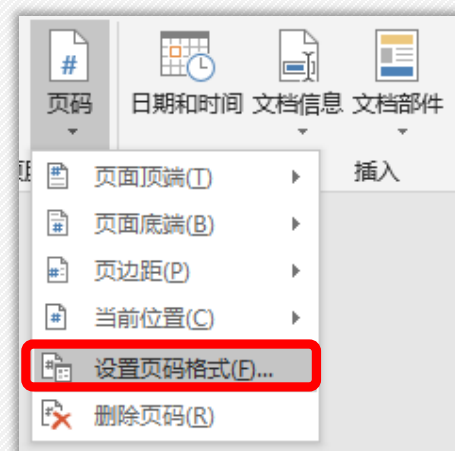 页码 日期和时间 文档信息 文档部件
插入
页面顶端(T)
页面底端(B)
页边距(P)
当前位置(C)
设置页码格式(F)...
删除页码(R)